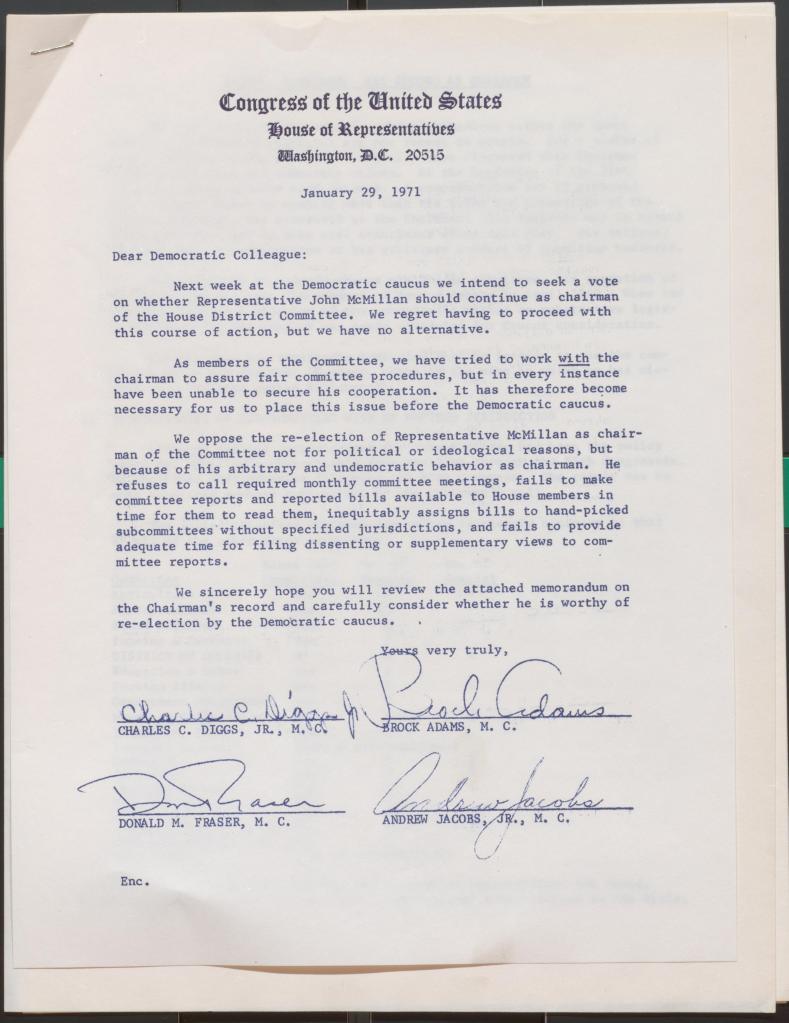 Congress of the United States
House of Representatives
Washington, D.C. 20515
January 29, 1971
Dear Democratic Colleague:
Next week at the Democratic caucus we intend to seek a vote
on whether Representative John McMillan should continue as chairman
of the House District Committee. We regret having to proceed with
this course of action, but we have no alternative.
As members of the Committee, we have tried to work with the
chairman to assure fair committee procedures, but in every instance
have been unable to secure his cooperation. It has therefore become
necessary for us to place this issue before the Democratic caucus.
We oppose the re-election of Representative McMillan as chair-
man of the Committee not for political or ideological reasons, but
because of his arbitrary and undemocratic behavior as chairman. He
refuses to call required monthly committee meetings, fails to make
committee reports and reported bills available to House members in
time for them to read them, inequitably assigns bills to hand-picked
subcommittees without specified jurisdictions, and fails to provide
adequate time for filing dissenting or supplementary views to com-
mittee reports.
We sincerely hope you will review the attached memorandum on
the Chairman's record and carefully consider whether he is worthy of
re-election by the Democratic caucus.
Yours very truly,
Charles C. Diggs Jr. Brock Adams
CHARLES C. DIGGS, JR., M. C. BROCK ADAMS, M. C.
Don Fraser Andrew Jacobs
DONALD M. FRASER, M. C. ANDREW JACOBS, JR., M. C.
Enc.